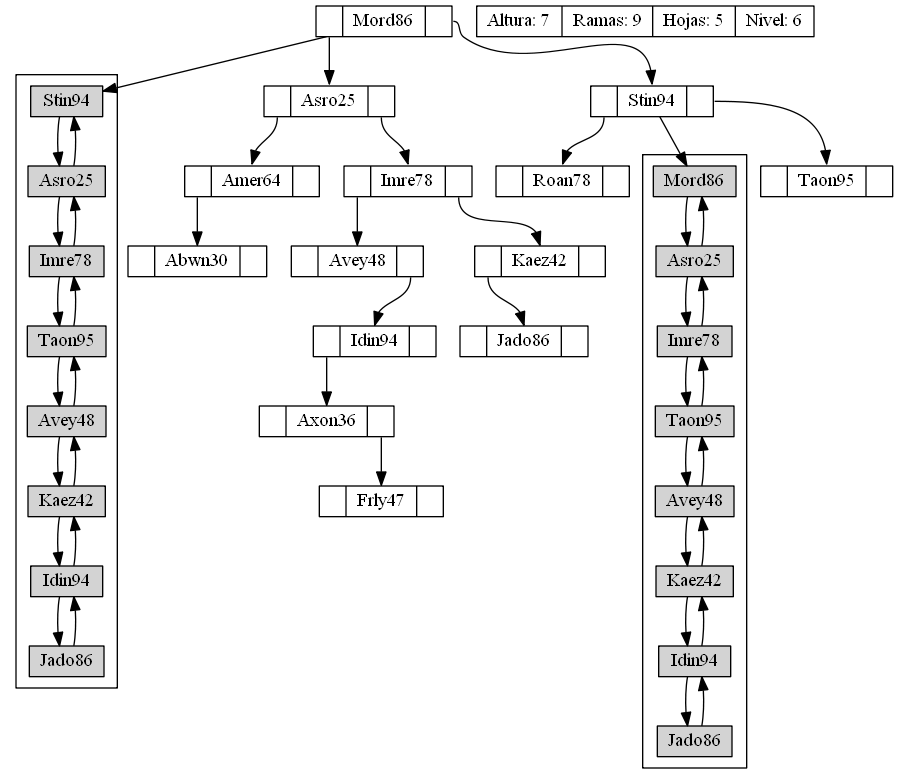 Mord86
Altura: 7 Ramas: 9 Hojas: 5 Nivel: 6
Stin94 Asro25 Stin94
Asro25 Amer64 Imre78 Roan78 Mord86 Taon95
Imre78 Abwn30 Avey48 Kaez42 Asro25
Taon95 Idin94 Jado86 Imre78
Avey48 Axon36 Taon95
Kaez42 Frly47 Avey48
Idin94 Kaez42
Jado86 Idin94
Jado86